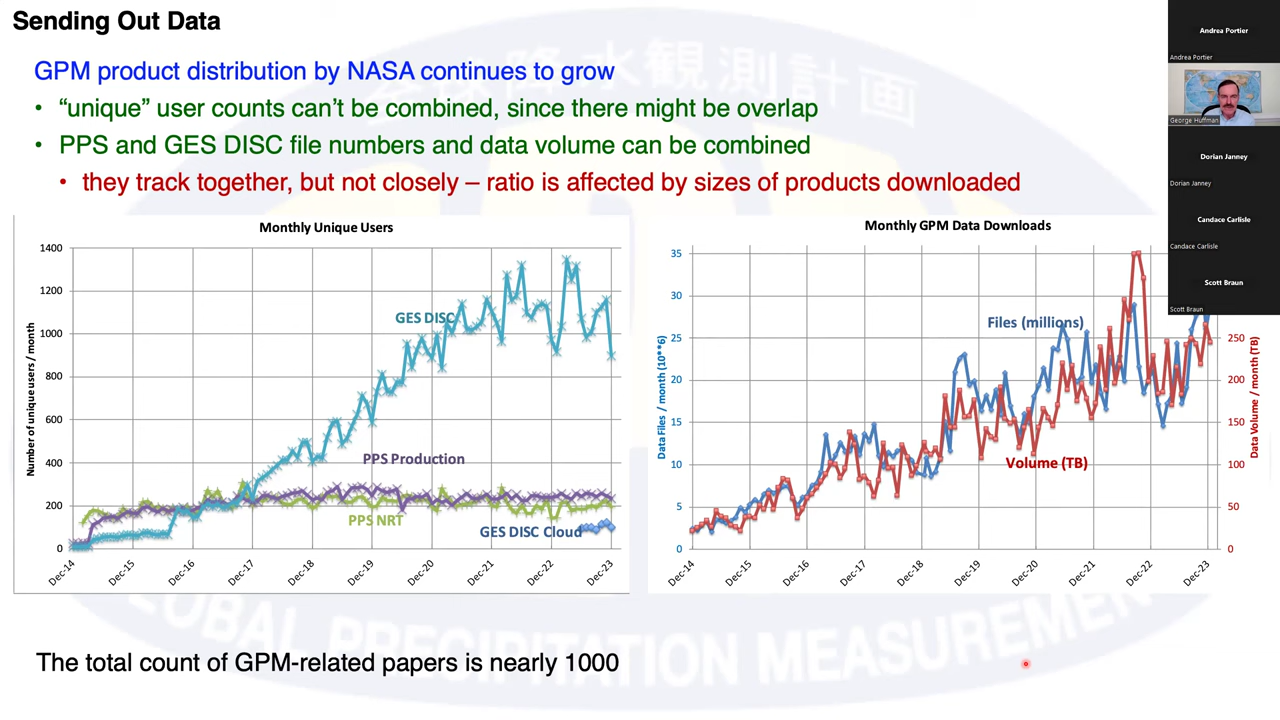 Sending Out Data
GPM product distribution by NASA continues to grow
• “unique” user counts can’t be combined, since there might be overlap
• PPS and GES DISC file numbers and data volume can be combined
• they track together, but not closely – ratio is affected by sizes of products downloaded
Monthly Unique Users
Number of unique users / month
1400
1200
1000
800
600
400
200
0
GES DISC
PPS Production
PPS NRT
GES DISC Cloud
Dec-14
Dec-15
Dec-16
Dec-17
Dec-18
Dec-19
Dec-20
Dec-21
Dec-22
Dec-23
Monthly GPM Data Downloads
Data Files / month (10**6)
35
30
25
20
15
10
5
0
Files (millions)
Volume (TB)
250
200
150
100
50
0
Data Volume / month (TB)
Dec-14
Dec-15
Dec-16
Dec-17
Dec-18
Dec-19
Dec-20
Dec-21
Dec-22
Dec-23
The total count of GPM-related papers is nearly 1000
Andrea Portier
Andrea Portier
George Huffman
Dorian Janney
Dorian Janney
Candace Carlisle
Candace Carlisle
Scott Braun
Scott Braun
水観測計画
OBAL PRECIPITATION MEASUREMEN